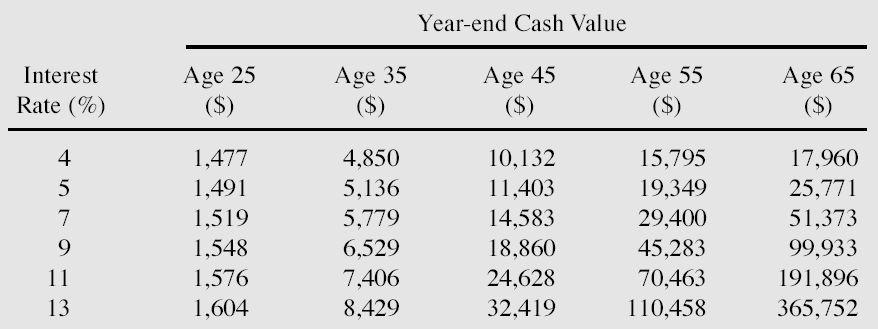 Year-end Cash Value
Interest Age 25 Age 35 Age 45 Age 55 Age 65
Rate (%) ($) ($) ($) ($) ($)
4 1,477 4,850 10,132 15,795 17,960
5 1,491 5,136 11,403 19,349 25,771
7 1,519 5,779 14,583 29,400 51,373
9 1,548 6,529 18,860 45,283 99,933
11 1,576 7,406 24,628 70,463 191,896
13 1,604 8,429 32,419 110,458 365,752